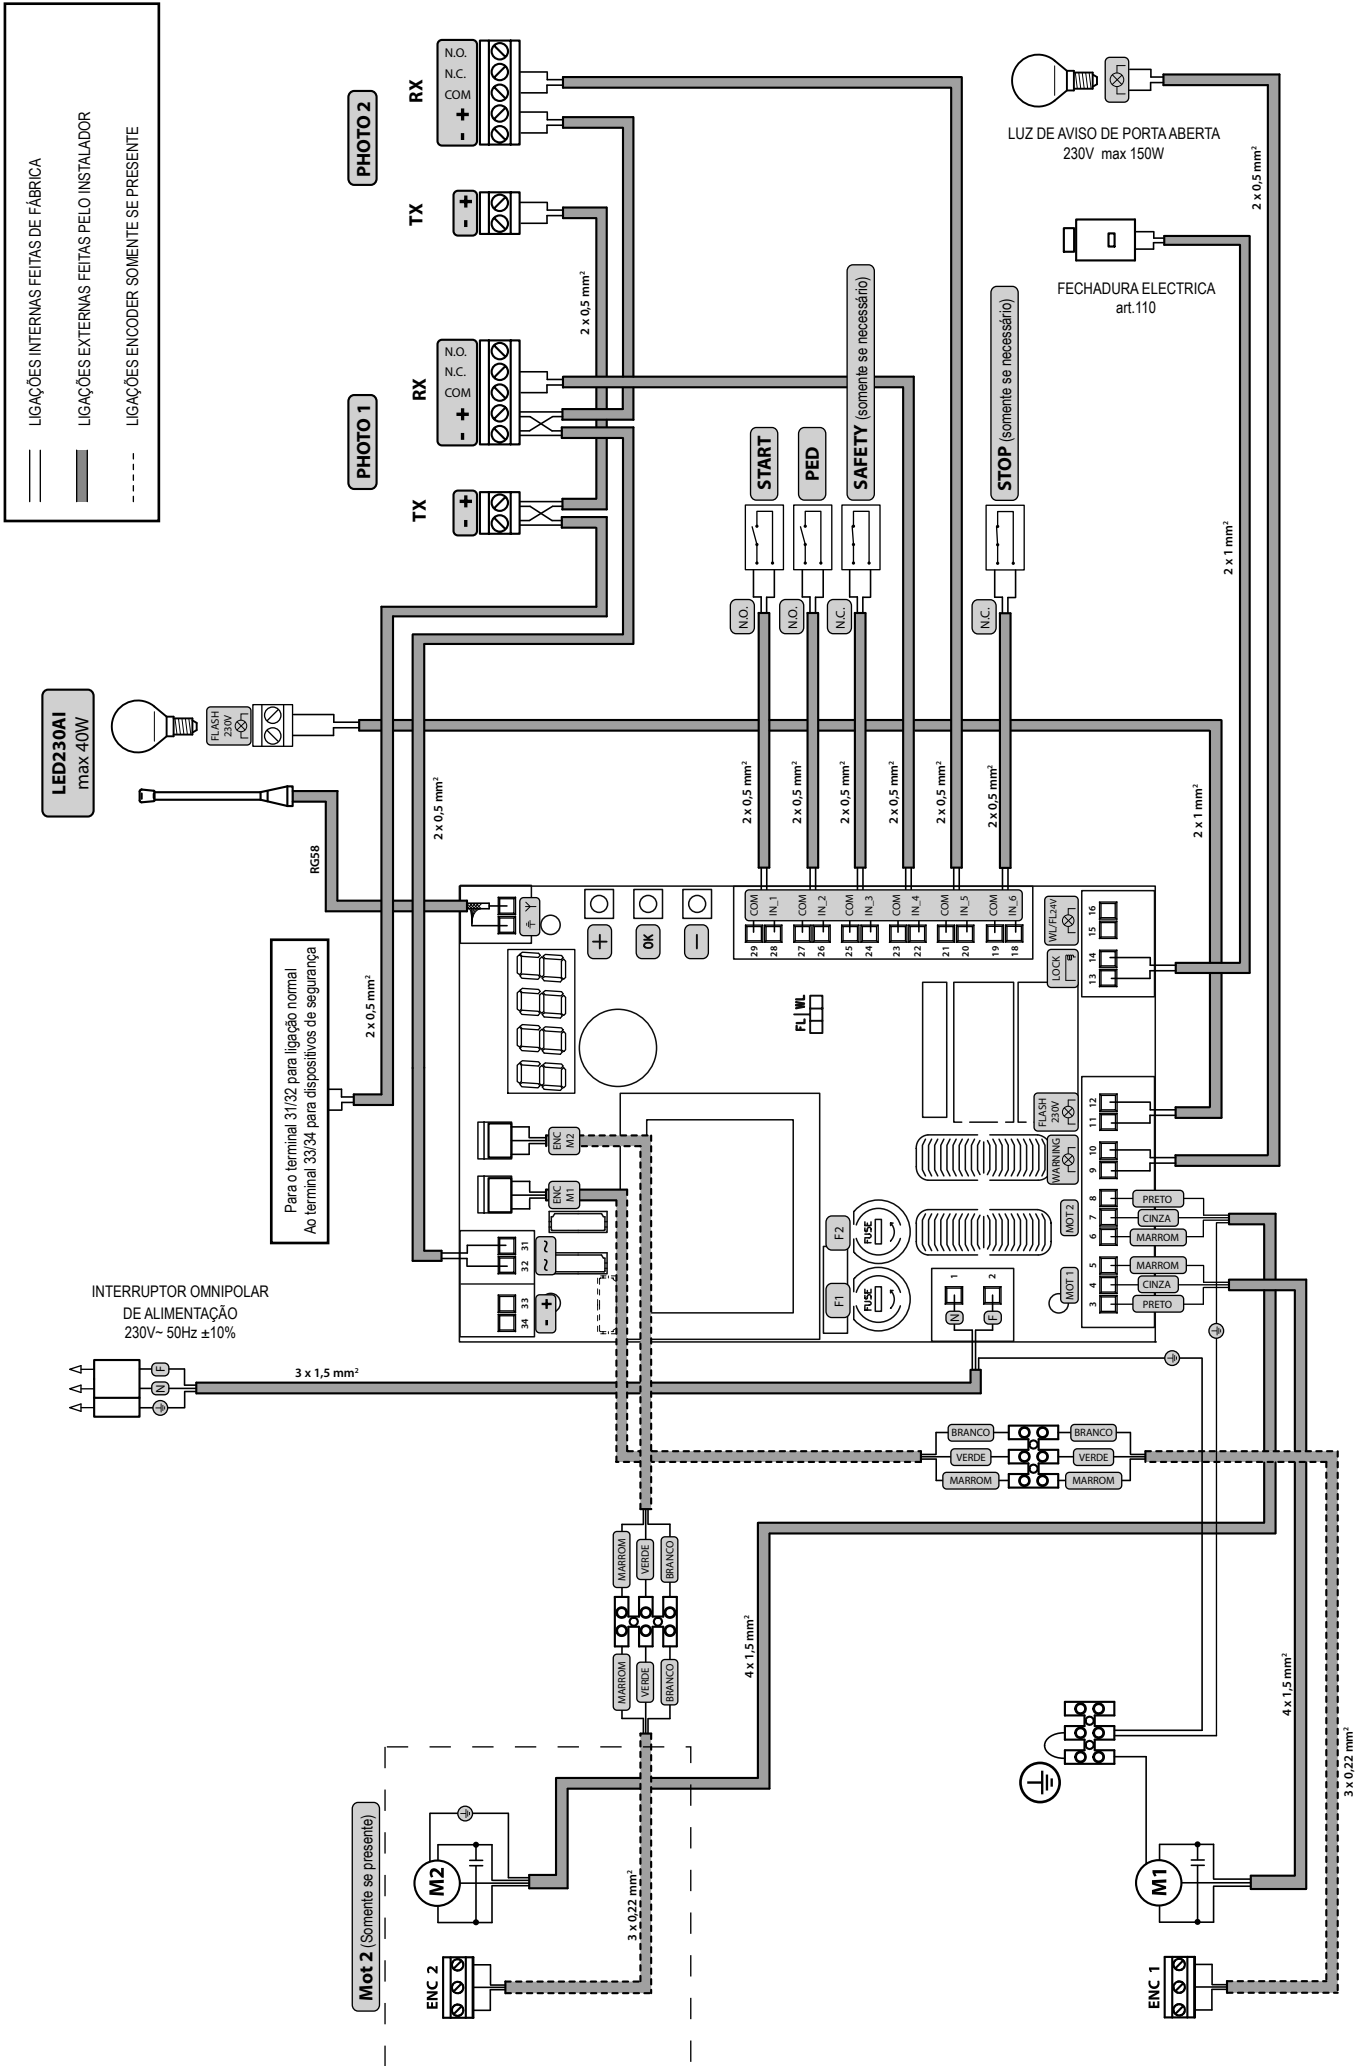 LIGAÇÕES INTERNAS FEITAS DE FÁBRICA
LIGAÇÕES EXTERNAS FEITAS PELO INSTALADOR
LIGAÇÕES ENCODER SOMENTE SE PRESENTE
PHOTO 2
RX
N.O.
N.C.
COM
+
-
TX
- +
2 x 0,5 mm²
PHOTO 1
RX
N.O.
N.C.
COM
+
-
TX
- +
LUZ DE AVISO DE PORTA ABERTA
230V max 150W
2 x 0,5 mm²
FECHADURA ELECTRICA
art.110
2 x 1 mm²
START
PED
SAFETY (somente se necessário)
STOP (somente se necessário)
N.O.
N.O.
N.C.
N.C.
LED230AI
max 40W
FLASH
230V
RG58
2 x 0,5 mm²
2 x 0,5 mm²
2 x 0,5 mm²
2 x 0,5 mm²
2 x 0,5 mm²
2 x 0,5 mm²
2 x 0,5 mm²
2 x 1 mm²
Para o terminal 31/32 para ligação normal
Ao terminal 33/34 para dispositivos de segurança
2 x 0,5 mm²
+
OK
-
COM
IN_1
COM
IN_2
COM
IN_3
COM
IN_4
COM
IN_5
COM
IN_6
29
28
27
26
25
24
23
22
21
20
19
18
FL WL
WL/FL24V
16
15
LOCK
14
13
FLASH
230V
12
11
WARNING
10
9
MOT 2
8
7
6
MOT 1
5
4
3
PRETO
CINZA
MARROM
MARROM
CINZA
PRETO
ENC
M2
ENC
M1
31
32
~ ~
33
34
- +
F2
FUSE
F1
FUSE
1
2
N
F
INTERRUPTOR OMNIPOLAR
DE ALIMENTAÇÃO
230V~ 50Hz ±10%
F
N
3 x 1,5 mm²
BRANCO
VERDE
MARROM
BRANCO
VERDE
MARROM
MARROM
VERDE
BRANCO
MARROM
VERDE
BRANCO
4 x 1,5 mm²
4 x 1,5 mm²
3 x 0,22 mm²
3 x 0,22 mm²
Mot 2 (Somente se presente)
M2
ENC 2
M1
ENC 1